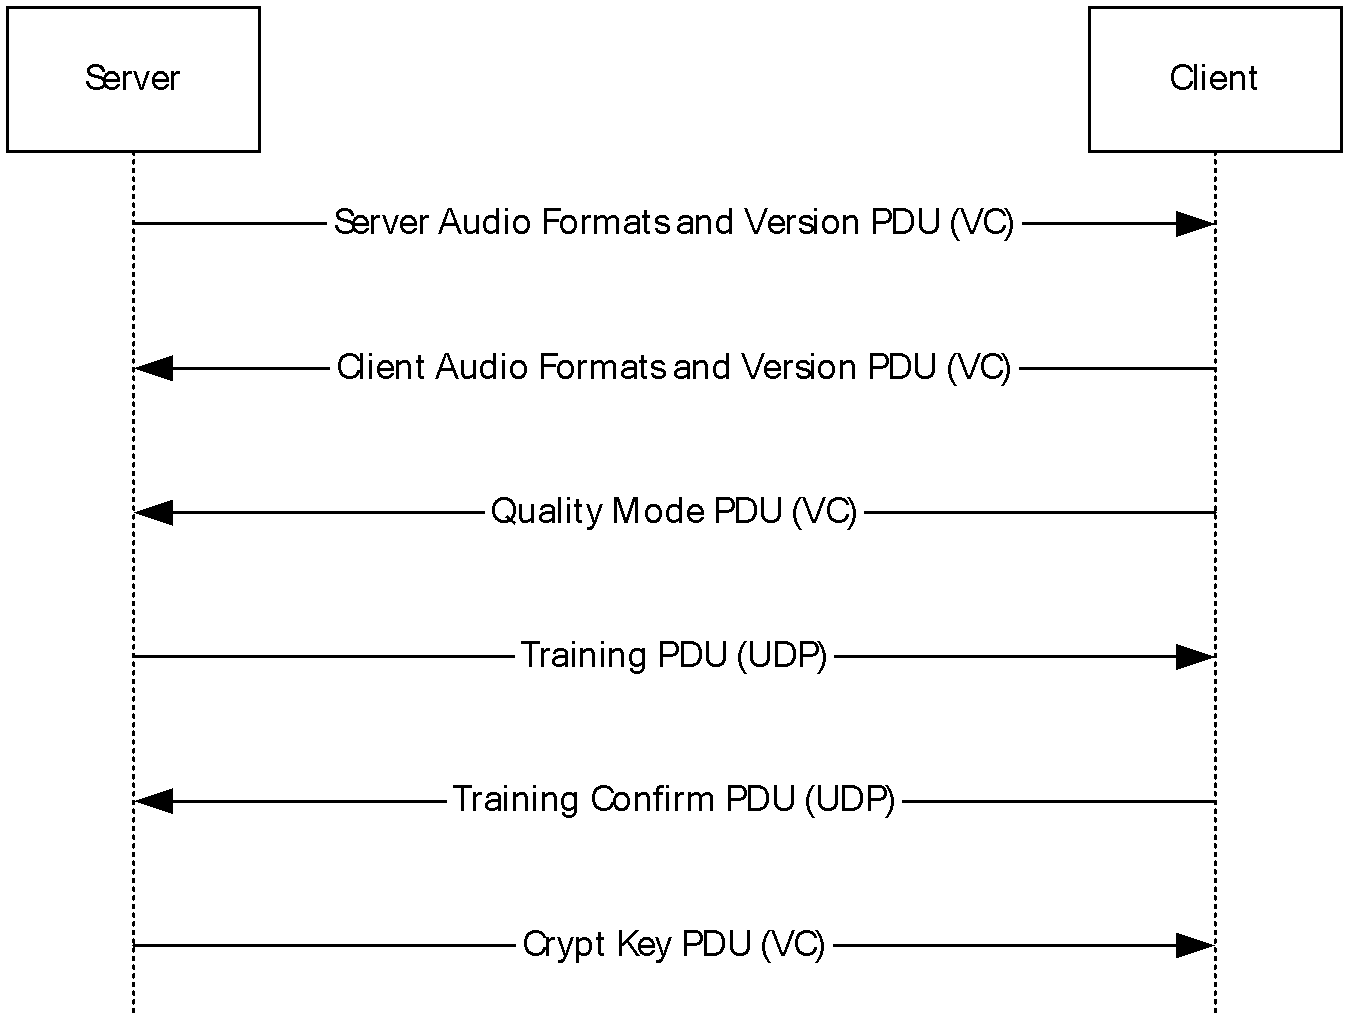 Server
Client
Server Audio Formats and Version PDU (VC)
Client Audio Formats and Version PDU (VC)
Quality Mode PDU (VC)
Training PDU (UDP)
Training Confirm PDU (UDP)
Crypt Key PDU (VC)